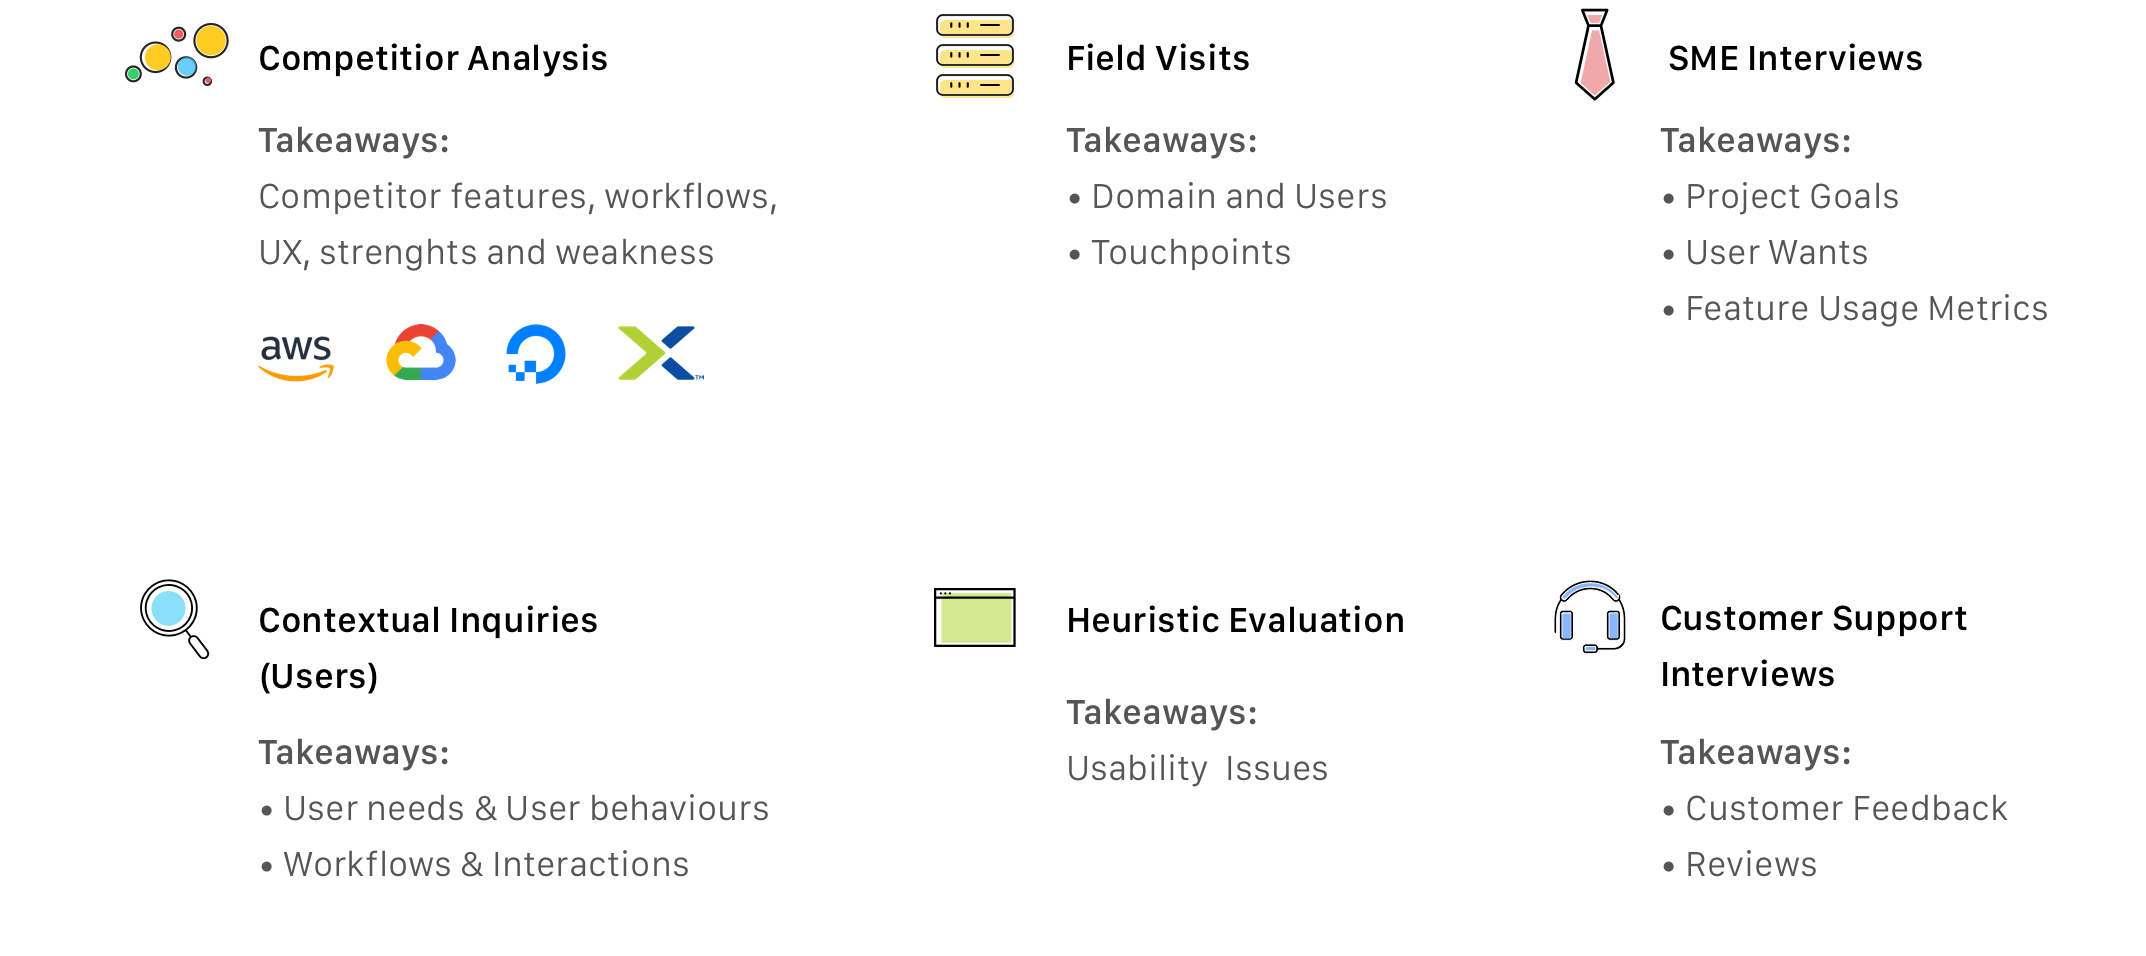 Competitior Analysis
Takeaways:
Competitor features, workflows,
UX, strenghts and weakness
aws
TM
Field Visits
Takeaways:
• Domain and Users
• Touchpoints
SME Interviews
Takeaways:
• Project Goals
• User Wants
• Feature Usage Metrics
Contextual Inquiries
(Users)
Takeaways:
• User needs & User behaviours
• Workflows & Interactions
Heuristic Evaluation
Takeaways:
Usability  Issues
Customer Support
Interviews
Takeaways:
• Customer Feedback
• Reviews